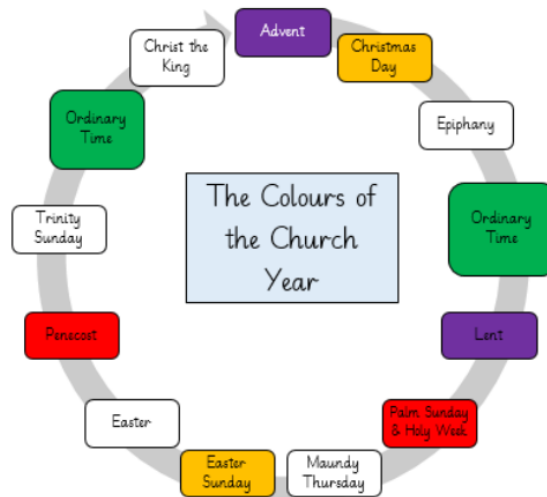 The Colours of
the Church
Year
Advent
Christmas
Day
Epiphany
Ordinary
Time
Lent
Palm Sunday
& Holy Week
Maundy
Thursday
Easter
Sunday
Easter
Penecost
Trinity
Sunday
Ordinary
Time
Christ the
King